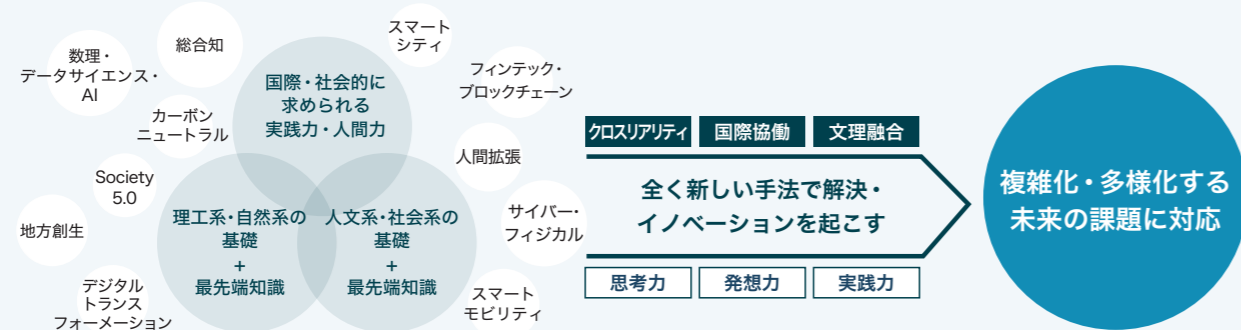 数理・
データサイエンス・
AI
総合知
スマート
シティ
フィンテック・
ブロックチェーン
カーボン
ニュートラル
人間拡張
Society
5.0
地方創生
サイバー・
フィジカル
デジタル
トランス
フォーメーション
スマート
モビリティ
国際・社会的に
求められる
実践力・人間力
理工系・自然系の
基礎
+
最先端知識
人文系・社会系の
基礎
+
最先端知識
クロスリアリティ
国際協働
文理融合
全く新しい手法で解決・
イノベーションを起こす
思考力
発想力
実践力
複雑化・多様化する
未来の課題に対応